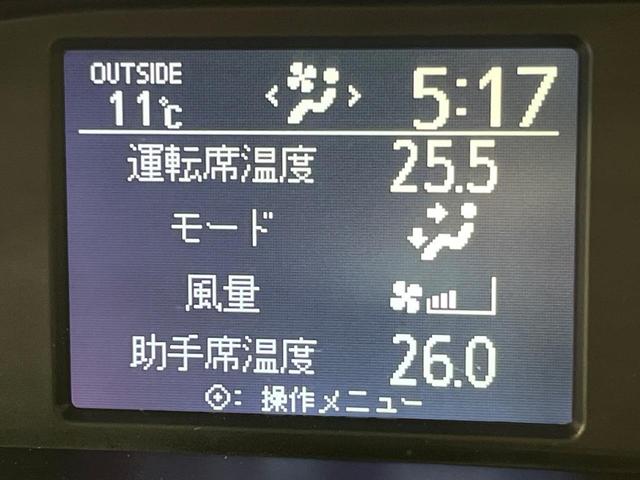 OUTSIDE
11℃
5:17
運転席温度 25.5
モード
風量
助手席温度 26.0
: 操作メニュー